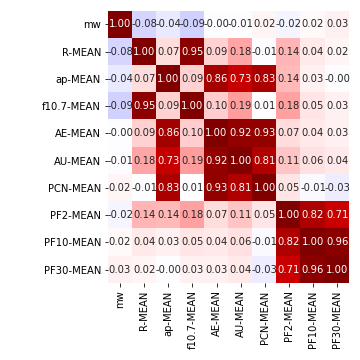 mw 1.00 -0.08 -0.04 -0.09 -0.00 -0.01 0.02 -0.02 0.02 0.03
R-MEAN -0.08 1.00 0.07 0.95 0.09 0.18 -0.01 0.14 0.04 0.02
ap-MEAN -0.04 0.07 1.00 0.09 0.86 0.73 0.83 0.14 0.03 -0.00
f10.7-MEAN -0.09 0.95 0.09 1.00 0.10 0.19 0.01 0.18 0.05 0.03
AE-MEAN -0.00 0.09 0.86 0.10 1.00 0.92 0.93 0.07 0.04 0.03
AU-MEAN -0.01 0.18 0.73 0.19 0.92 1.00 0.81 0.11 0.06 0.04
PCN-MEAN 0.02 -0.01 0.83 0.01 0.93 0.81 1.00 0.05 -0.01 -0.03
PF2-MEAN -0.02 0.14 0.14 0.18 0.07 0.11 0.05 1.00 0.82 0.71
PF10-MEAN 0.02 0.04 0.03 0.05 0.04 0.06 -0.01 0.82 1.00 0.96
PF30-MEAN 0.03 0.02 -0.00 0.03 0.03 0.04 -0.03 0.71 0.96 1.00
mw R-MEAN ap-MEAN f10.7-MEAN AE-MEAN AU-MEAN PCN-MEAN PF2-MEAN PF10-MEAN PF30-MEAN